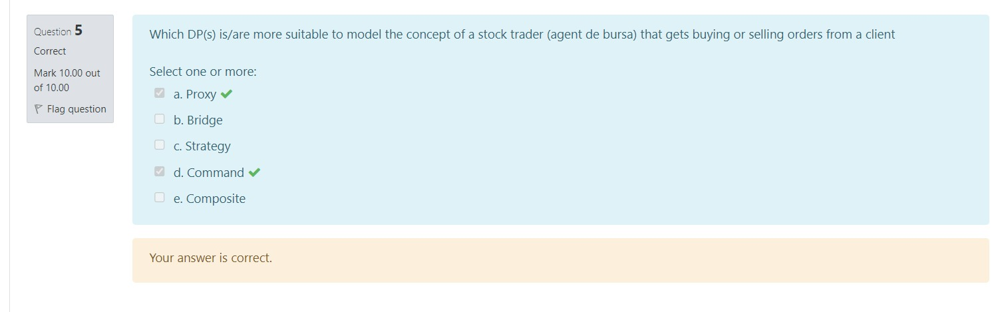 Question 5
Correct
Mark 10.00 out
of 10.00
Flag question
Which DP(s) is/are more suitable to model the concept of a stock trader (agent de bursa) that gets buying or selling orders from a client
Select one or more:
a. Proxy
b. Bridge
c. Strategy
d. Command
e. Composite
Your answer is correct.